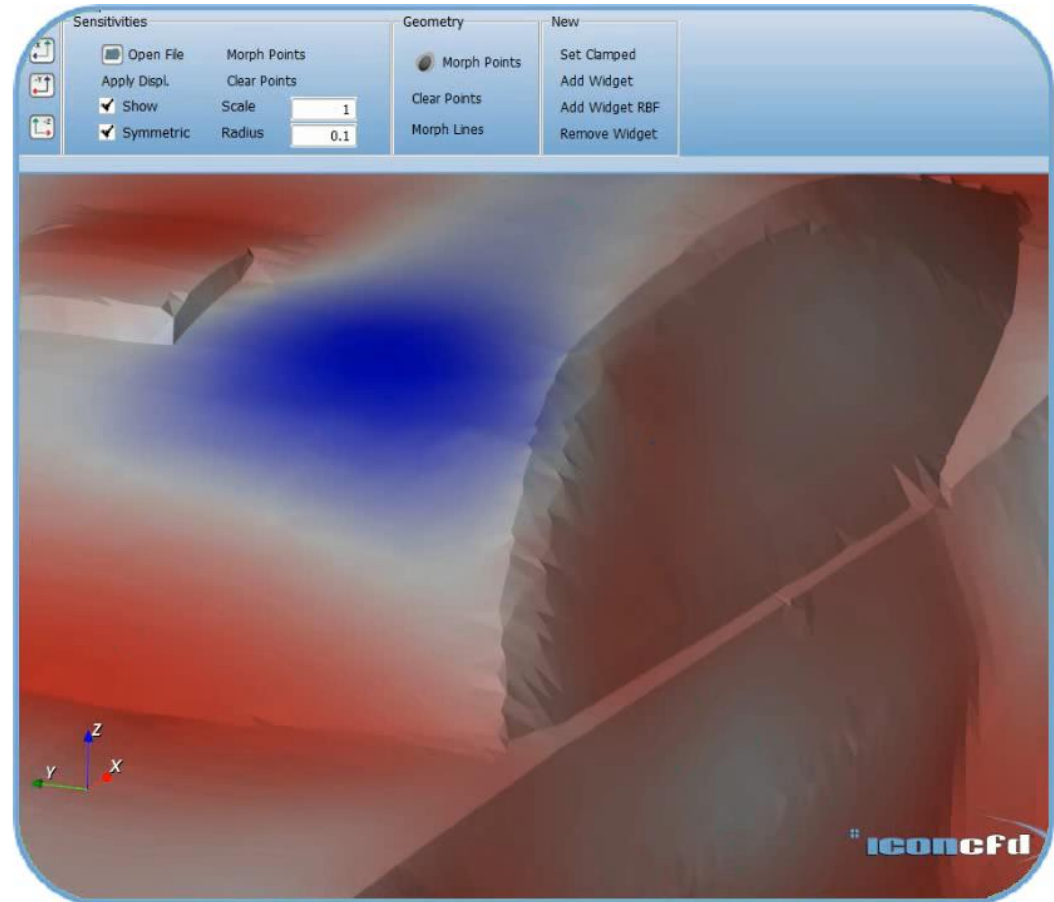 Sensitivities
Open File Morph Points
Apply Displ. Clear Points
Show Scale 1
Symmetric Radius 0.1
Geometry
Morph Points
Clear Points
Morph Lines
New
Set Clamped
Add Widget
Add Widget RBF
Remove Widget
Z
Y X
iconcfd